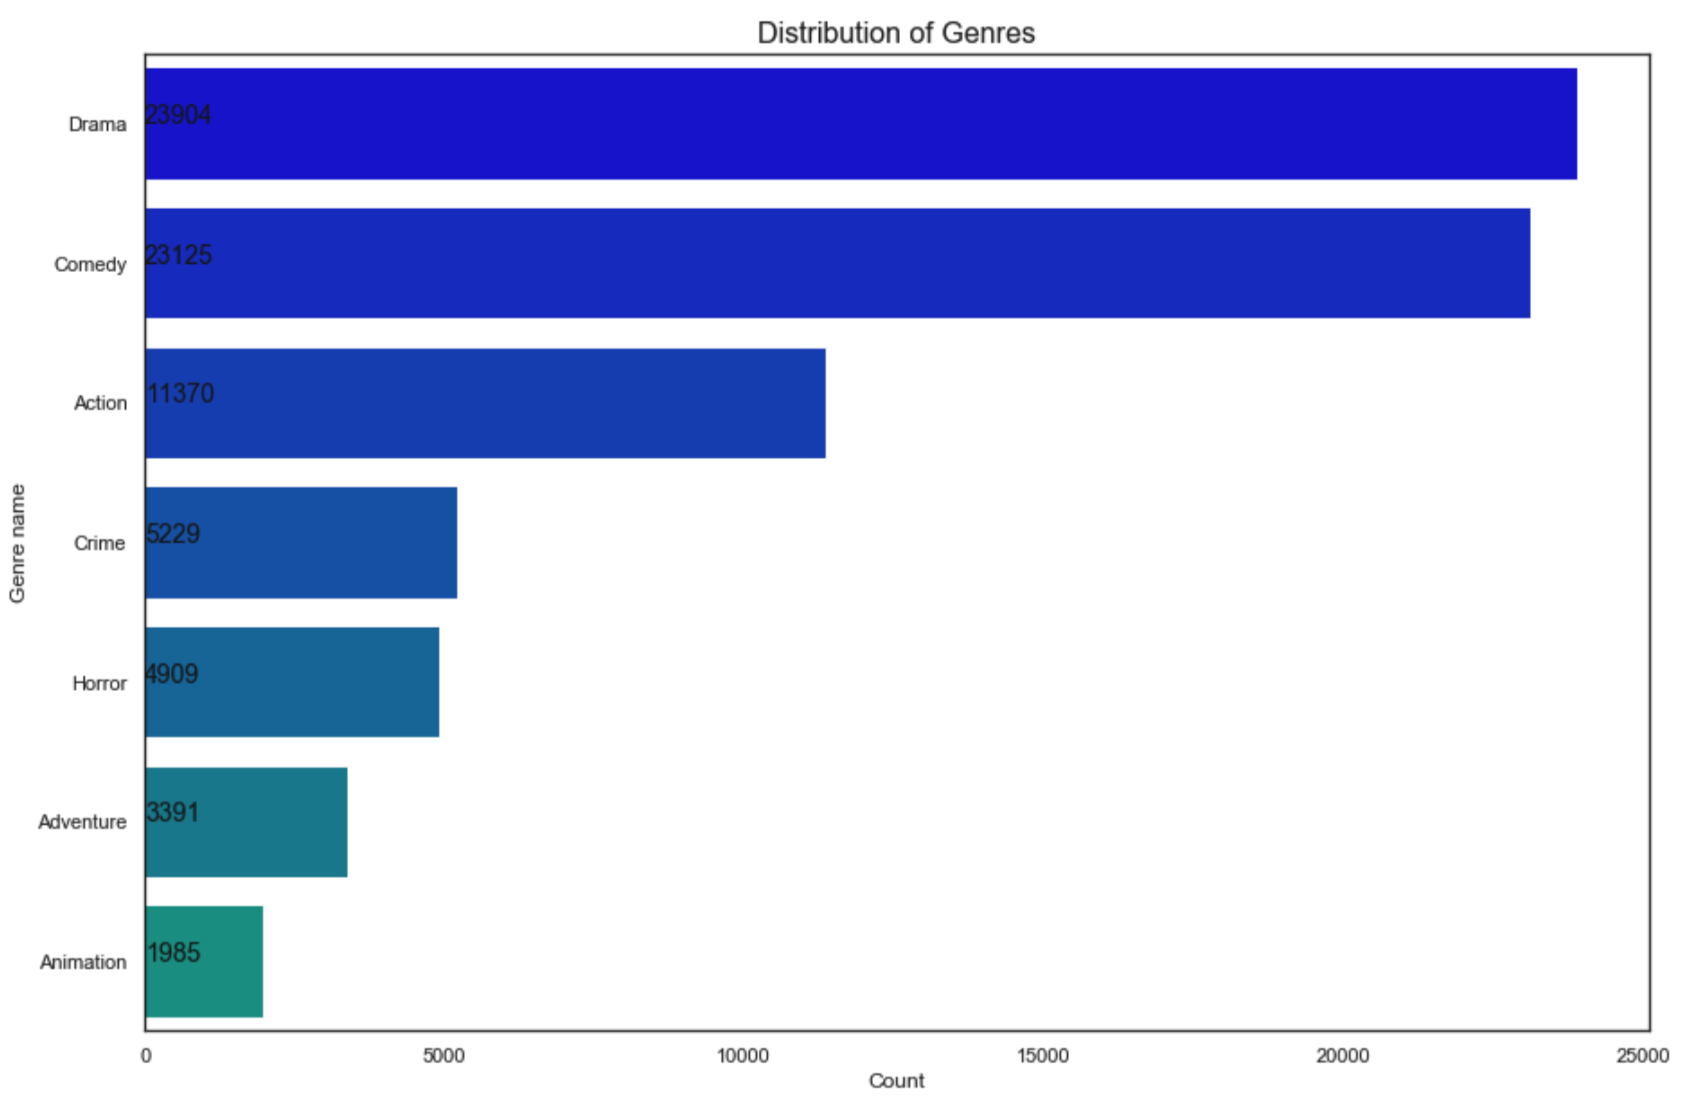 Distribution of Genres
Genre name
Drama
23904
Comedy
23125
Action
11370
Crime
5229
Horror
4909
Adventure
3391
Animation
1985
0 5000 10000 15000 20000 25000
Count